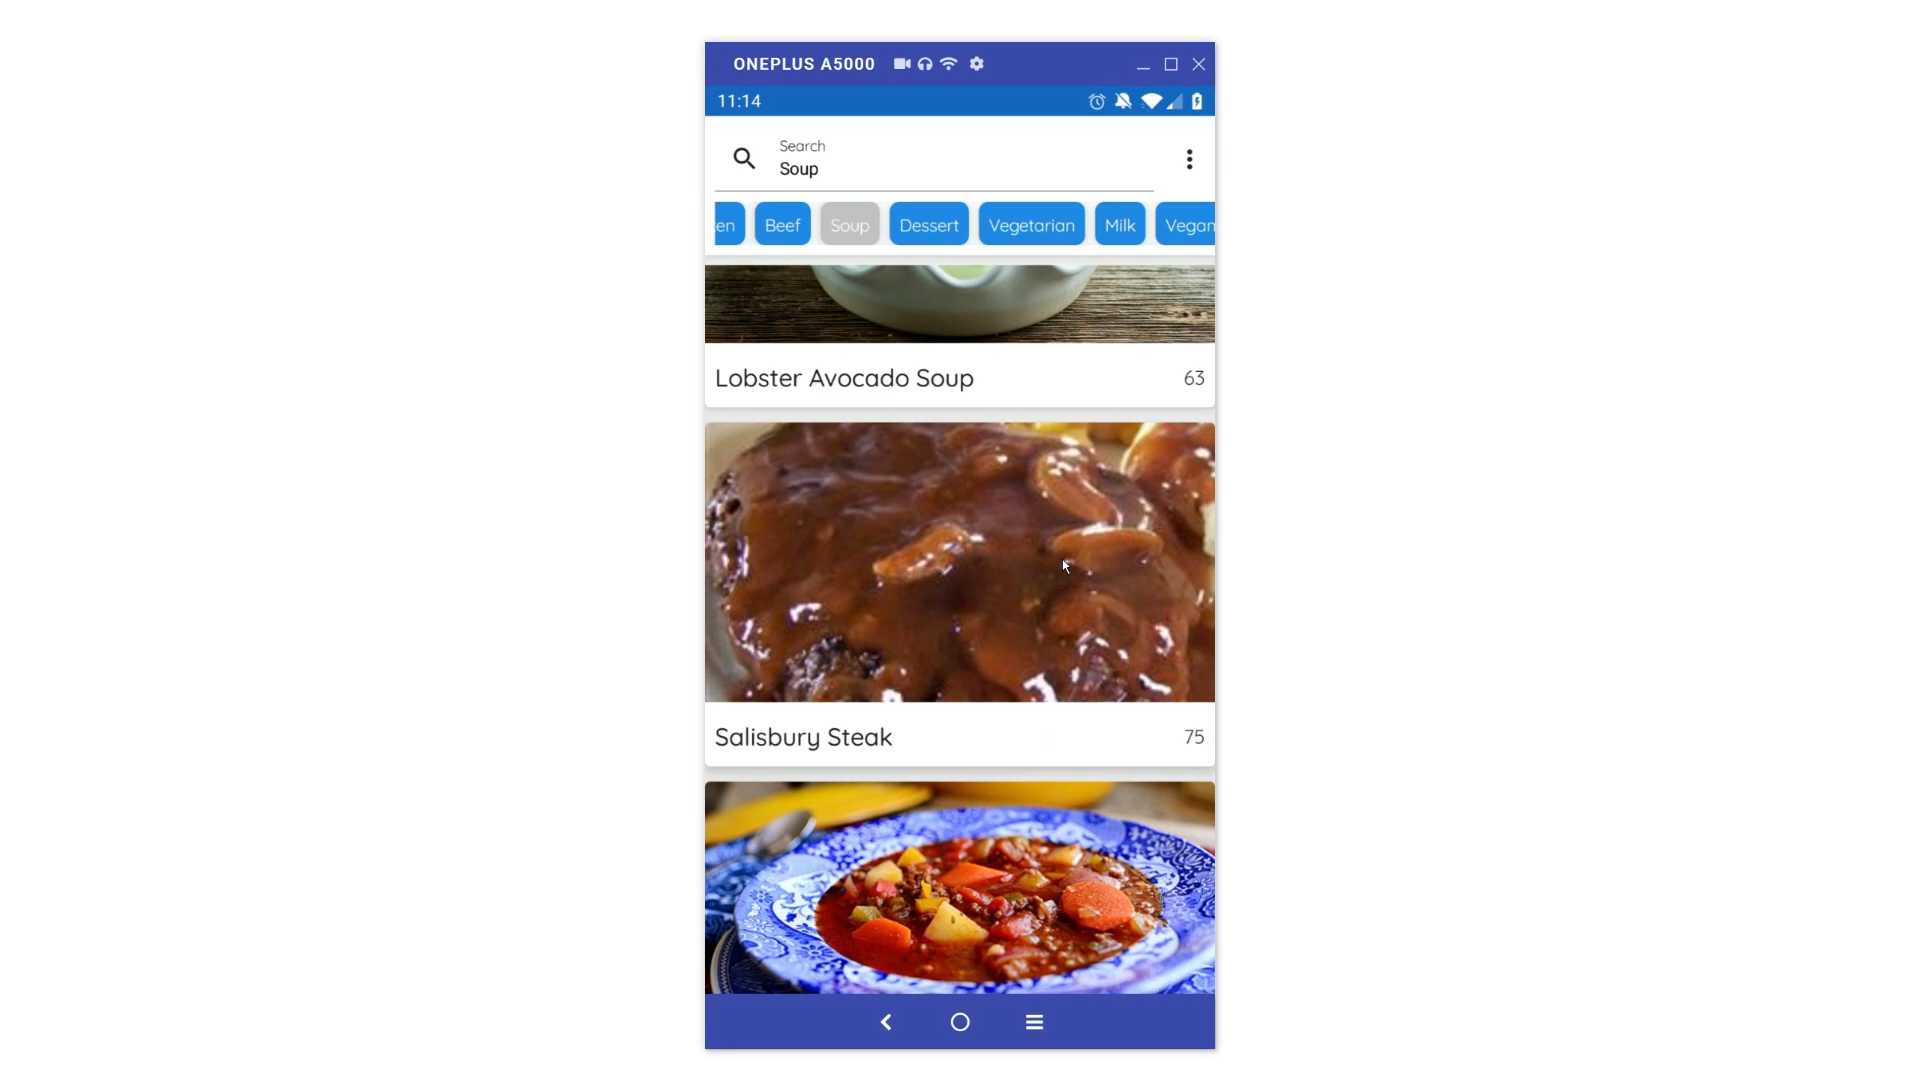 ONEPLUS A5000
11:14
Search
Soup
en Beef Soup Dessert Vegetarian Milk Vegan
Lobster Avocado Soup 63
Salisbury Steak 75